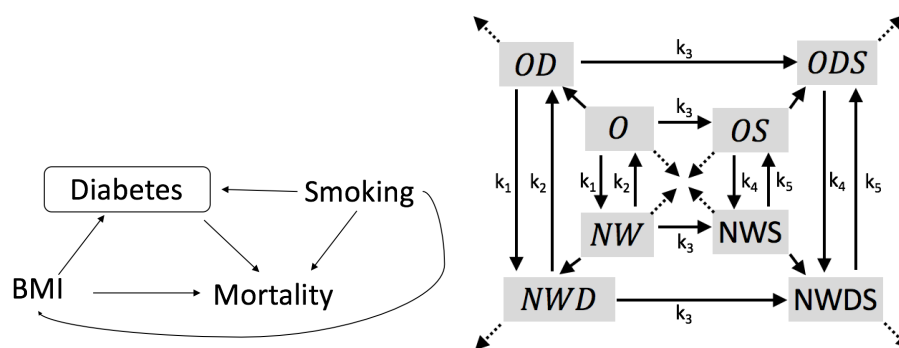 Diabetes
Smoking
BMI
Mortality
OD
k3
ODS
O
k3
OS
k1
k2
k1
k2
k4
k5
k4
k5
NW
k3
NWS
NWD
k3
NWDS